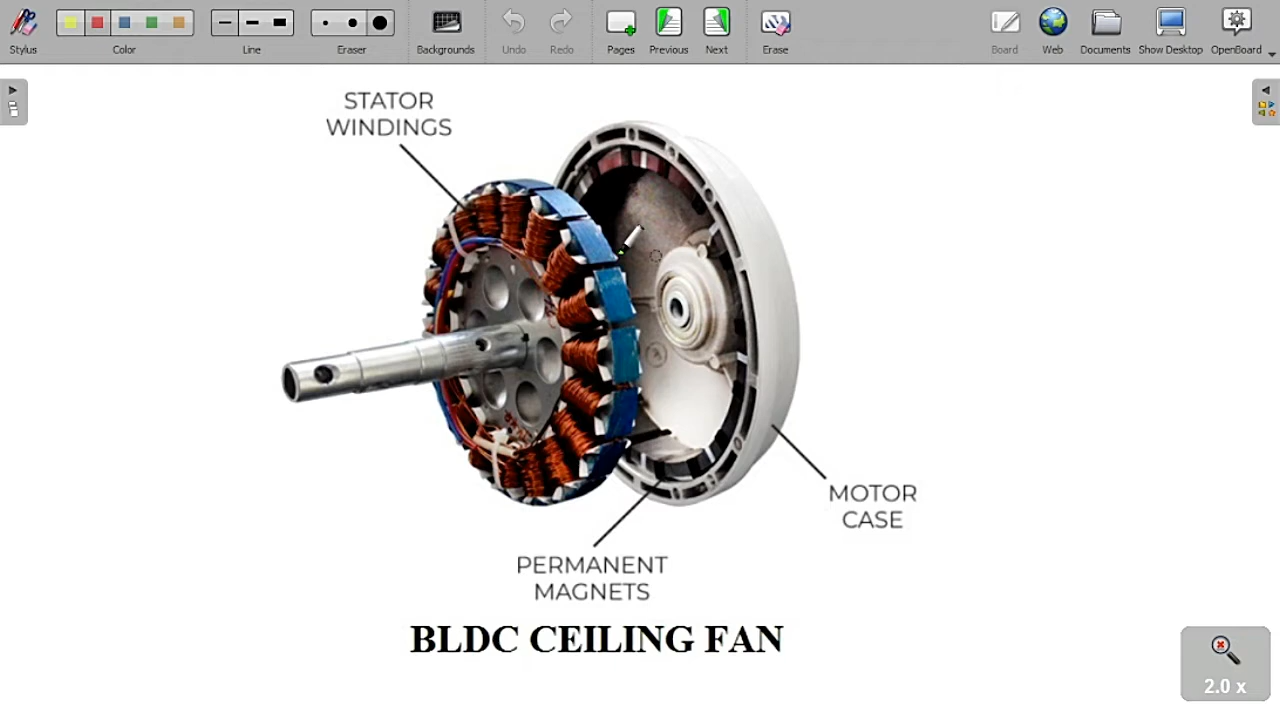 Stylus
Color
Line
Eraser
Backgrounds
Undo
Redo
Pages
Previous
Next
Erase
Board
Web
Documents
Show Desktop
OpenBoard
STATOR
WINDINGS
MOTOR
CASE
PERMANENT
MAGNETS
BLDC CEILING FAN
2.0 x